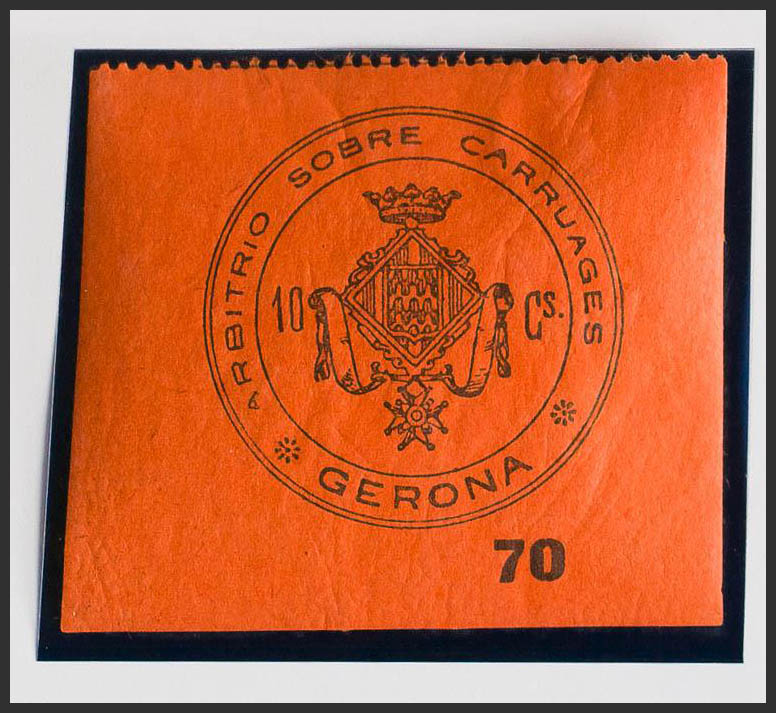 ARBITRIO SOBRE CARRUAGES
10 Cs.
GERONA
70